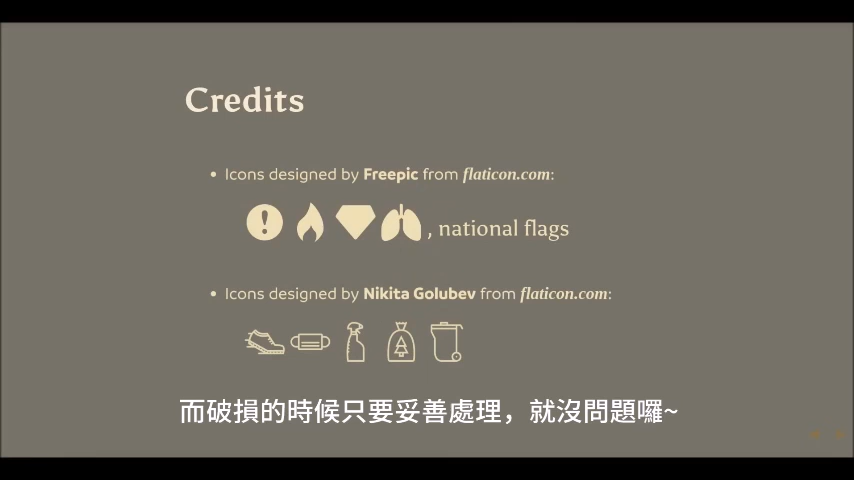 Credits
• Icons designed by Freepic from flaticon.com:
, national flags
• Icons designed by Nikita Golubev from flaticon.com:
而破損的時候只要妥善處理，就沒問題囉~